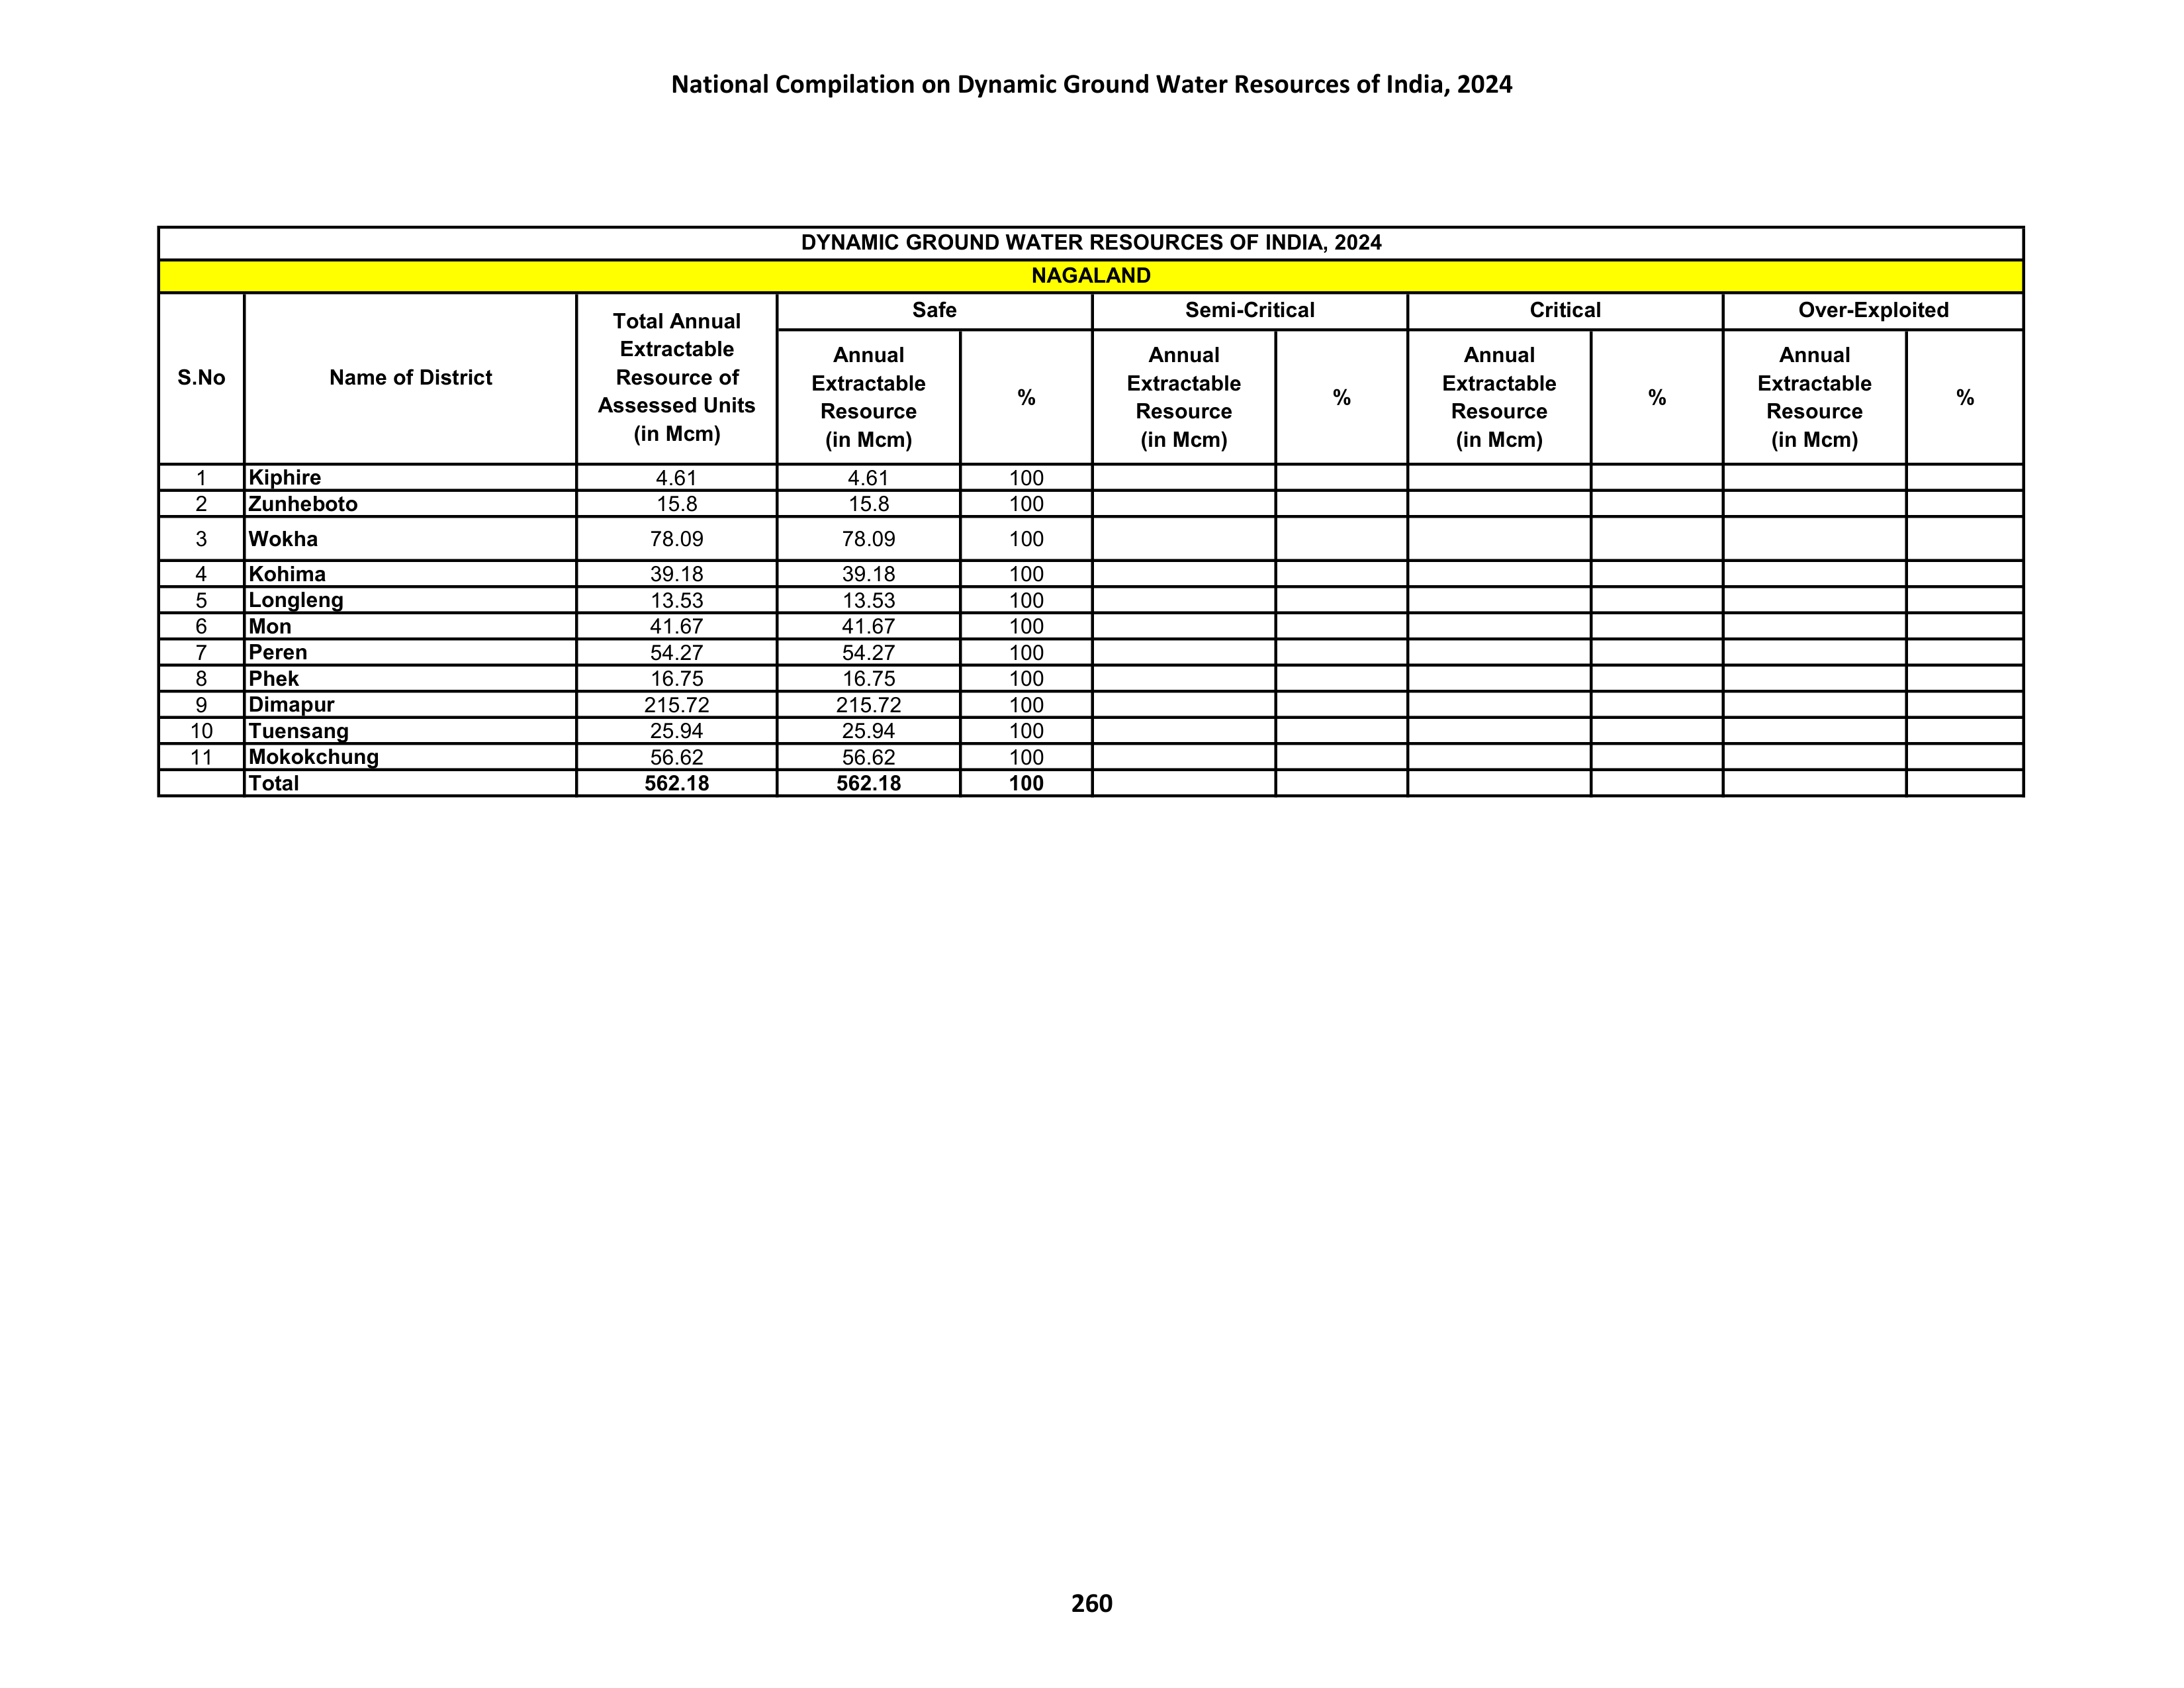 National Compilation on Dynamic Ground Water Resources of India, 2024
DYNAMIC GROUND WATER RESOURCES OF INDIA, 2024
NAGALAND
S.No
Name of District
Total Annual
Extractable
Resource of
Assessed Units
(in Mcm)
Safe
Semi-Critical
Critical
Over-Exploited
Annual
Extractable
Resource
(in Mcm)
%
Annual
Extractable
Resource
(in Mcm)
%
Annual
Extractable
Resource
(in Mcm)
%
Annual
Extractable
Resource
(in Mcm)
%
1 Kiphire 4.61 4.61 100
2 Zunheboto 15.8 15.8 100
3 Wokha 78.09 78.09 100
4 Kohima 39.18 39.18 100
5 Longleng 13.53 13.53 100
6 Mon 41.67 41.67 100
7 Peren 54.27 54.27 100
8 Phek 16.75 16.75 100
9 Dimapur 215.72 215.72 100
10 Tuensang 25.94 25.94 100
11 Mokokchung 56.62 56.62 100
Total 562.18 562.18 100
260